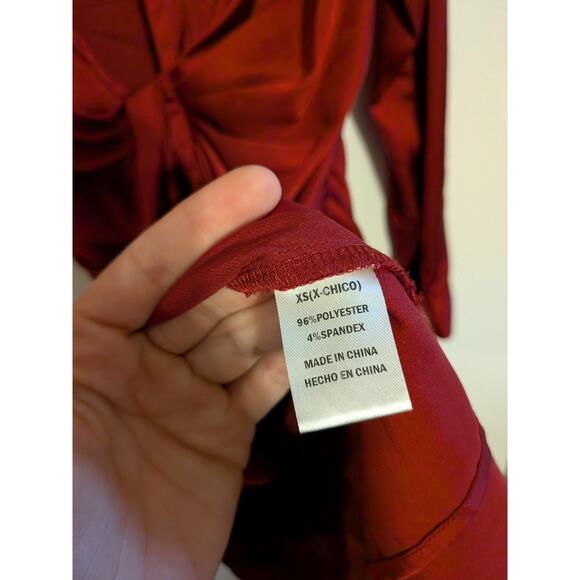 XS(X-CHICO)
96%POLYESTER
4%SPANDEX
MADE IN CHINA
HECHO EN CHINA